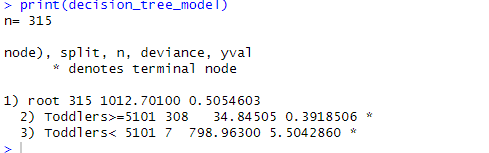 > print(decision_tree_model)
n= 315
node), split, n, deviance, yval
* denotes terminal node
1) root 315 1012.70100 0.5054603
2) Toddlers>=5101 308 34.84505 0.3918506 *
3) Toddlers< 5101 7 798.96300 5.5042860 *
>